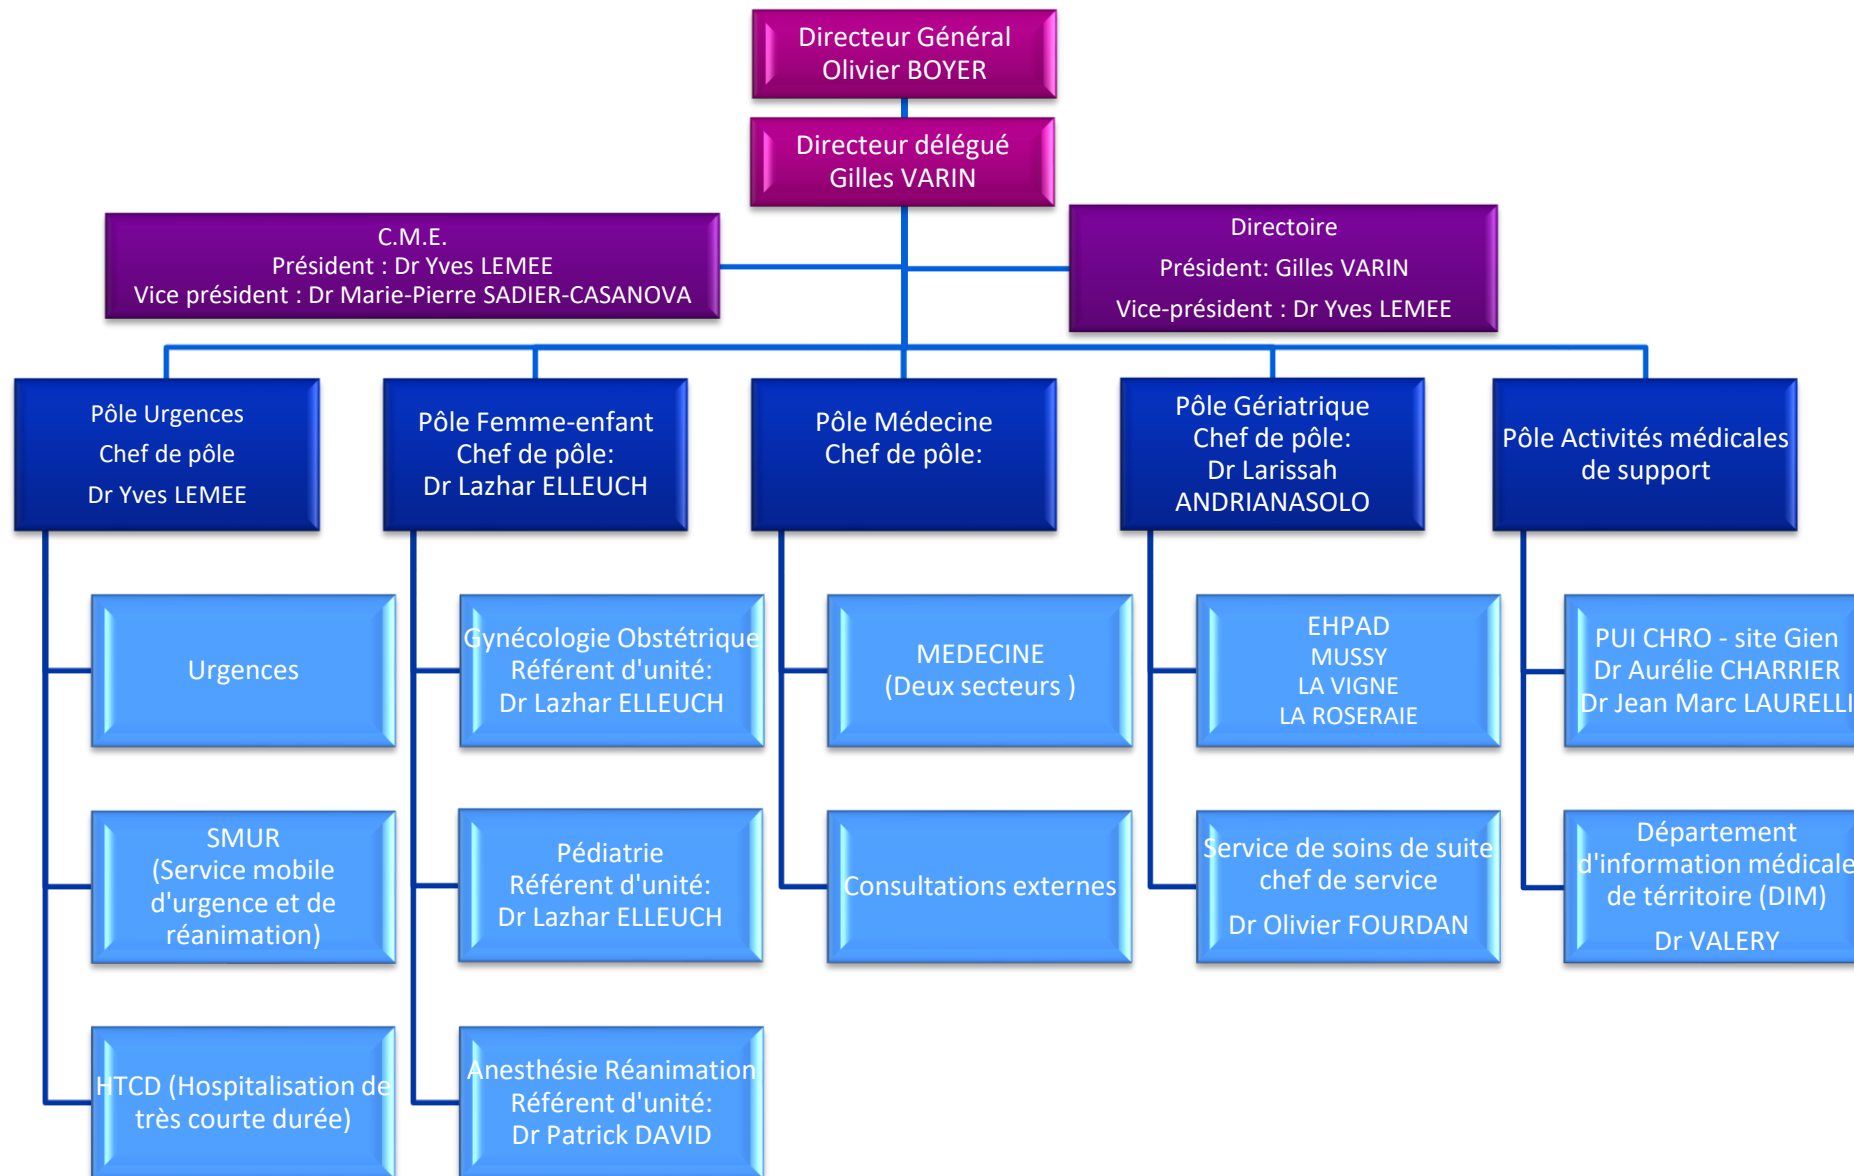 Directeur Général
Olivier BOYER
Directeur délégué
Gilles VARIN
C.M.E.
Président : Dr Yves LEMEE
Vice président : Dr Marie-Pierre SADIER-CASANOVA
Directoire
Président: Gilles VARIN
Vice-président : Dr Yves LEMEE
Pôle Urgences
Chef de pôle
Dr Yves LEMEE
Pôle Femme-enfant
Chef de pôle:
Dr Lazhar ELLEUCH
Pôle Médecine
Chef de pôle:
Pôle Gériatrique
Chef de pôle:
Dr Larissah
ANDRIANASOLO
Pôle Activités médicales
de support
Urgences
SMUR
(Service mobile
d'urgence et de
réanimation)
HTCD (Hospitalisation de
très courte durée)
Gynécologie Obstétrique
Référent d'unité:
Dr Lazhar ELLEUCH
Pédiatrie
Référent d'unité:
Dr Lazhar ELLEUCH
Anesthésie Réanimation
Référent d'unité:
Dr Patrick DAVID
MEDECINE
(Deux secteurs )
Consultations externes
EHPAD
MUSSY
LA VIGNE
LA ROSERAIE
Service de soins de suite
chef de service
Dr Olivier FOURDAN
PUI CHRO - site Gien
Dr Aurélie CHARRIER
Dr Jean Marc LAURELLI
Département
d'information médicale
de térritoire (DIM)
Dr VALERY